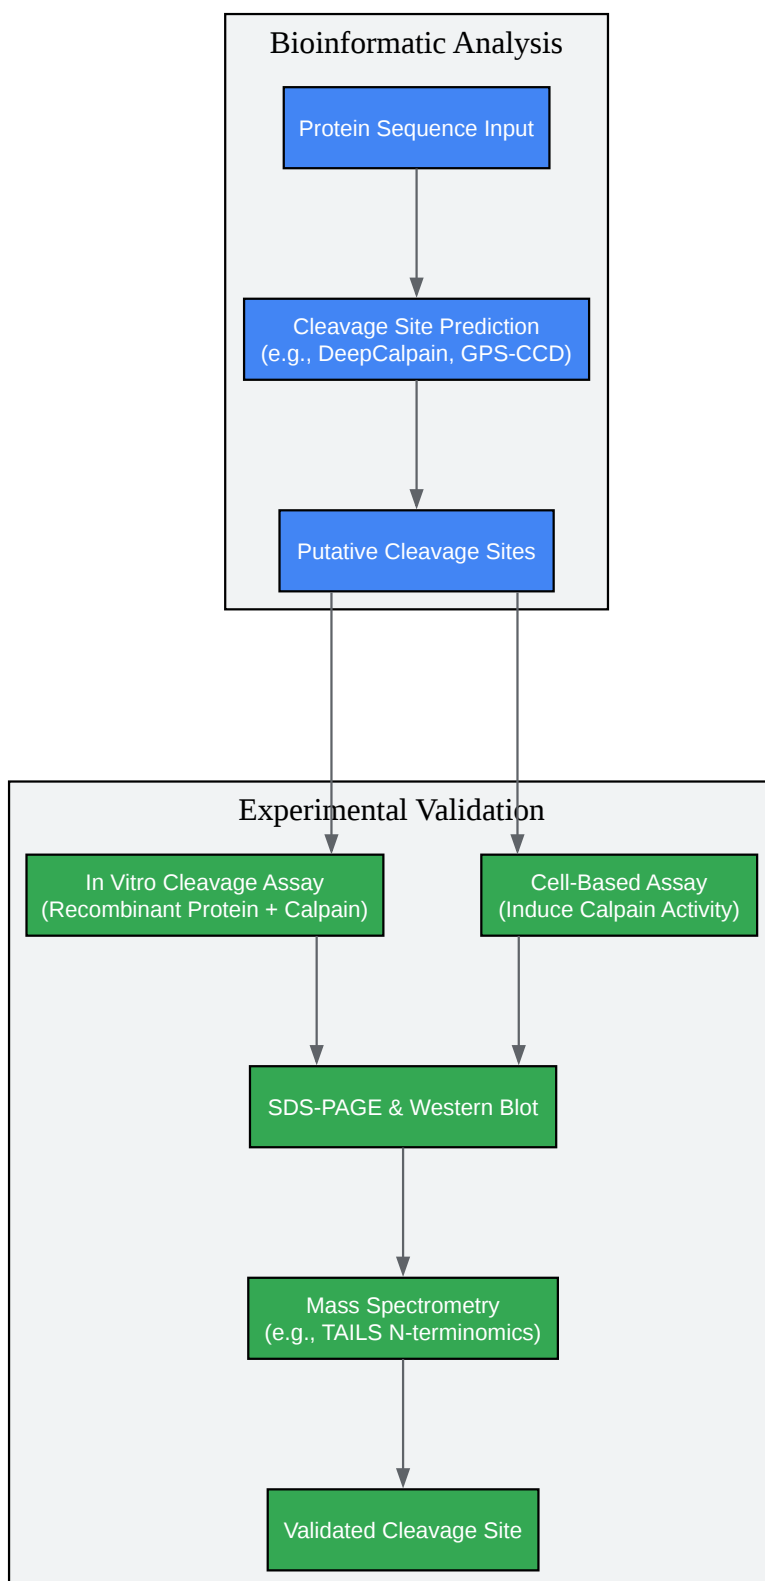 Bioinformatic Analysis
Protein Sequence Input
Cleavage Site Prediction
(e.g., DeepCalpain, GPS-CCD)
Putative Cleavage Sites
Experimental Validation
In Vitro Cleavage Assay
(Recombinant Protein + Calpain)
Cell-Based Assay
(Induce Calpain Activity)
SDS-PAGE & Western Blot
Mass Spectrometry
(e.g., TAILS N-terminomics)
Validated Cleavage Site